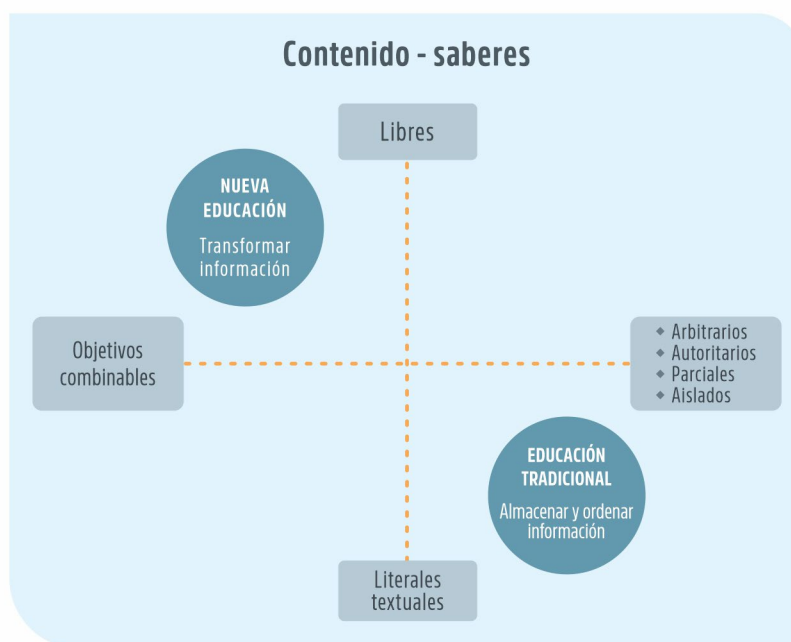 Contenido - saberes
Libres
NUEVA
EDUCACIÓN
Transformar
información
Objetivos
combinables
◆ Arbitrarios
◆ Autoritarios
◆ Parciales
◆ Aislados
EDUCACIÓN
TRADICIONAL
Almacenar y ordenar
información
Literales
textuales